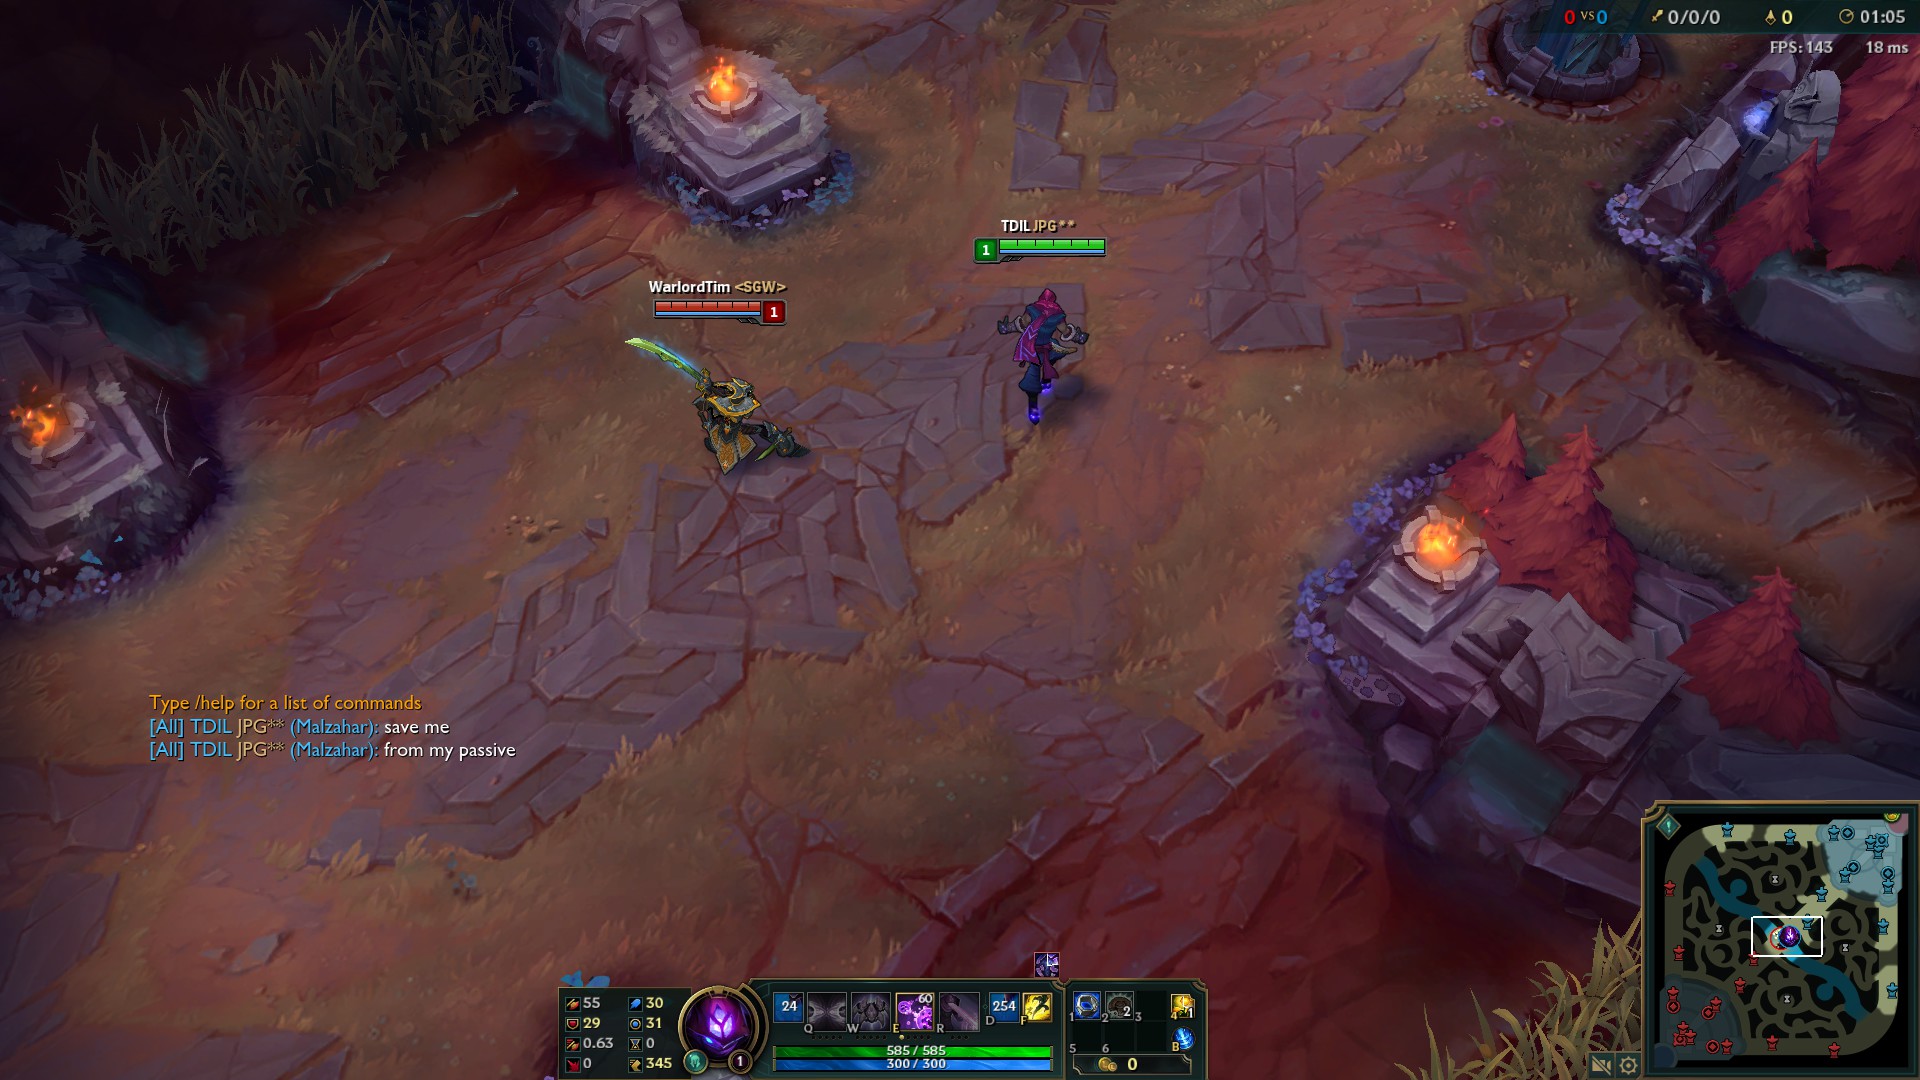 0 VS 0 0/0/0 0 01:05
FPS: 143 18 ms
TDIL JPG**
1
WarlordTim <SGW>
1
Type /help for a list of commands
[All] TDIL JPG** (Malzahar): save me
[All] TDIL JPG** (Malzahar): from my passive
55 30
29 31
0.63 0
0 345
1
24 Q W 60 E R D 254 F
585 / 585
300 / 300
1 2 2 3 4 1
5 6 B
0